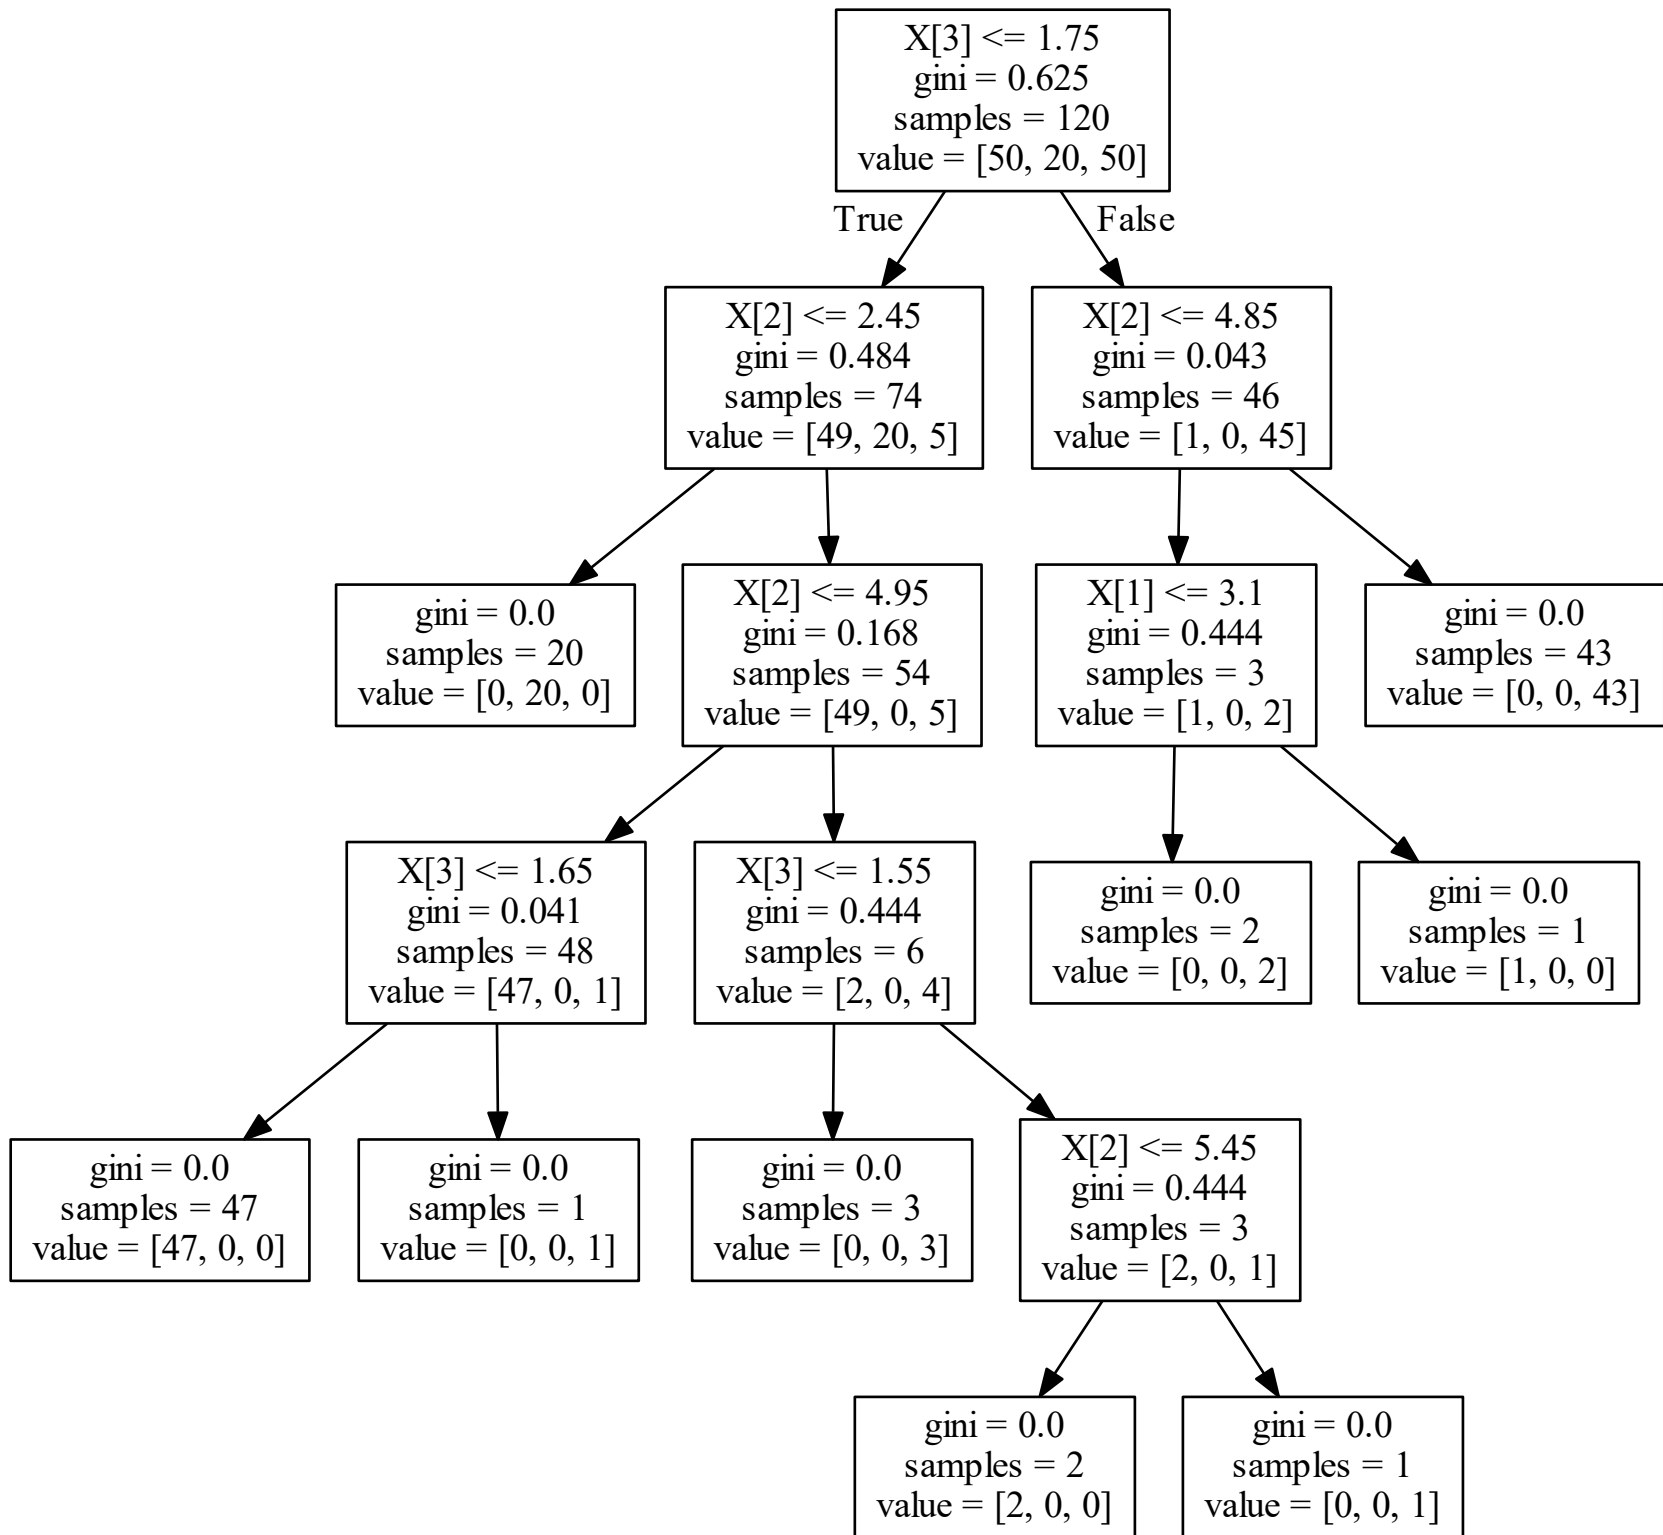 X[3] <= 1.75
gini = 0.625
samples = 120
value = [50, 20, 50]
True
False
X[2] <= 2.45
gini = 0.484
samples = 74
value = [49, 20, 5]
X[2] <= 4.85
gini = 0.043
samples = 46
value = [1, 0, 45]
gini = 0.0
samples = 20
value = [0, 20, 0]
X[2] <= 4.95
gini = 0.168
samples = 54
value = [49, 0, 5]
X[1] <= 3.1
gini = 0.444
samples = 3
value = [1, 0, 2]
gini = 0.0
samples = 43
value = [0, 0, 43]
X[3] <= 1.65
gini = 0.041
samples = 48
value = [47, 0, 1]
X[3] <= 1.55
gini = 0.444
samples = 6
value = [2, 0, 4]
gini = 0.0
samples = 2
value = [0, 0, 2]
gini = 0.0
samples = 1
value = [1, 0, 0]
gini = 0.0
samples = 47
value = [47, 0, 0]
gini = 0.0
samples = 1
value = [0, 0, 1]
gini = 0.0
samples = 3
value = [0, 0, 3]
X[2] <= 5.45
gini = 0.444
samples = 3
value = [2, 0, 1]
gini = 0.0
samples = 2
value = [2, 0, 0]
gini = 0.0
samples = 1
value = [0, 0, 1]